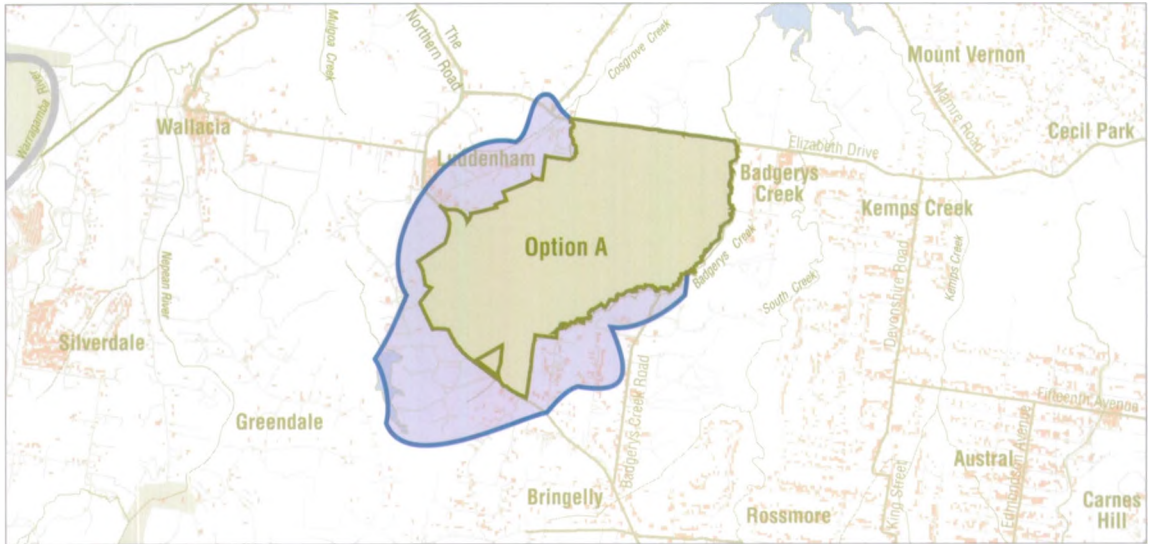 Mulgoa Creek
The
Northern Road
Cosgrove Creek
Mount Vernon
Mamre Road
Warragamba
River
Wallacia
Cecil Park
Elizabeth Drive
Luddenham
Badgerys
Creek
Kemps Creek
Option A
Badgerys Creek
Nepean River
South Creek
Devonshire Road
Kemps Creek
Silverdale
Greendale
Badgerys Creek Road
Fifteenth Avenue
Austral
Edmondson Avenue
King Street
Bringelly
Rossmore
Carnes
Hill